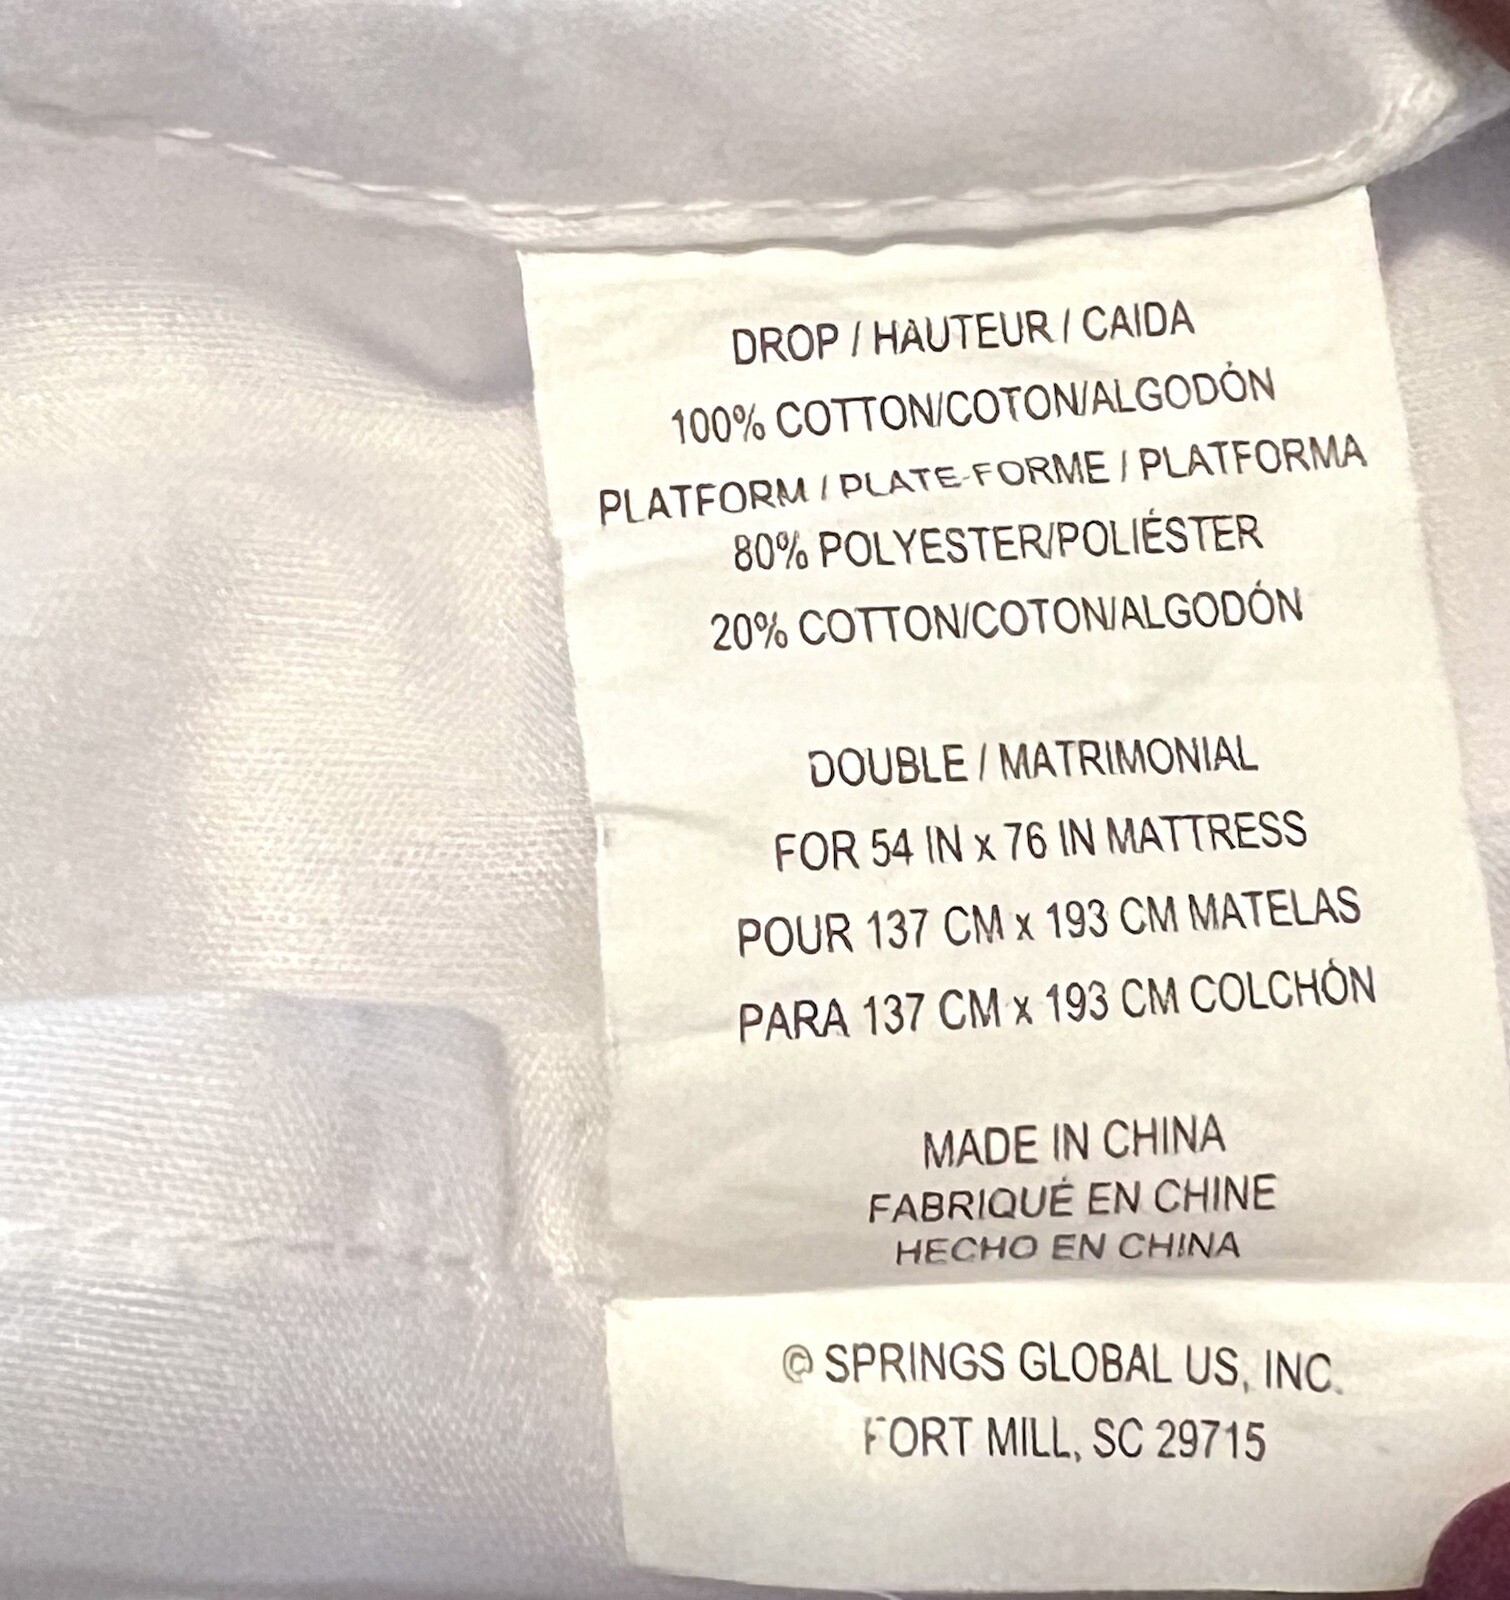 DROP / HAUTEUR / CAIDA
100% COTTON/COTON/ALGODÓN
PLATFORM / PLATE-FORME / PLATFORMA
80% POLYESTER/POLIÉSTER
20% COTTON/COTON/ALGODÓN
DOUBLE / MATRIMONIAL
FOR 54 IN x 76 IN MATTRESS
POUR 137 CM x 193 CM MATELAS
PARA 137 CM x 193 CM COLCHÓN
MADE IN CHINA
FABRIQUÉ EN CHINE
HECHO EN CHINA
© SPRINGS GLOBAL US, INC.
FORT MILL, SC 29715